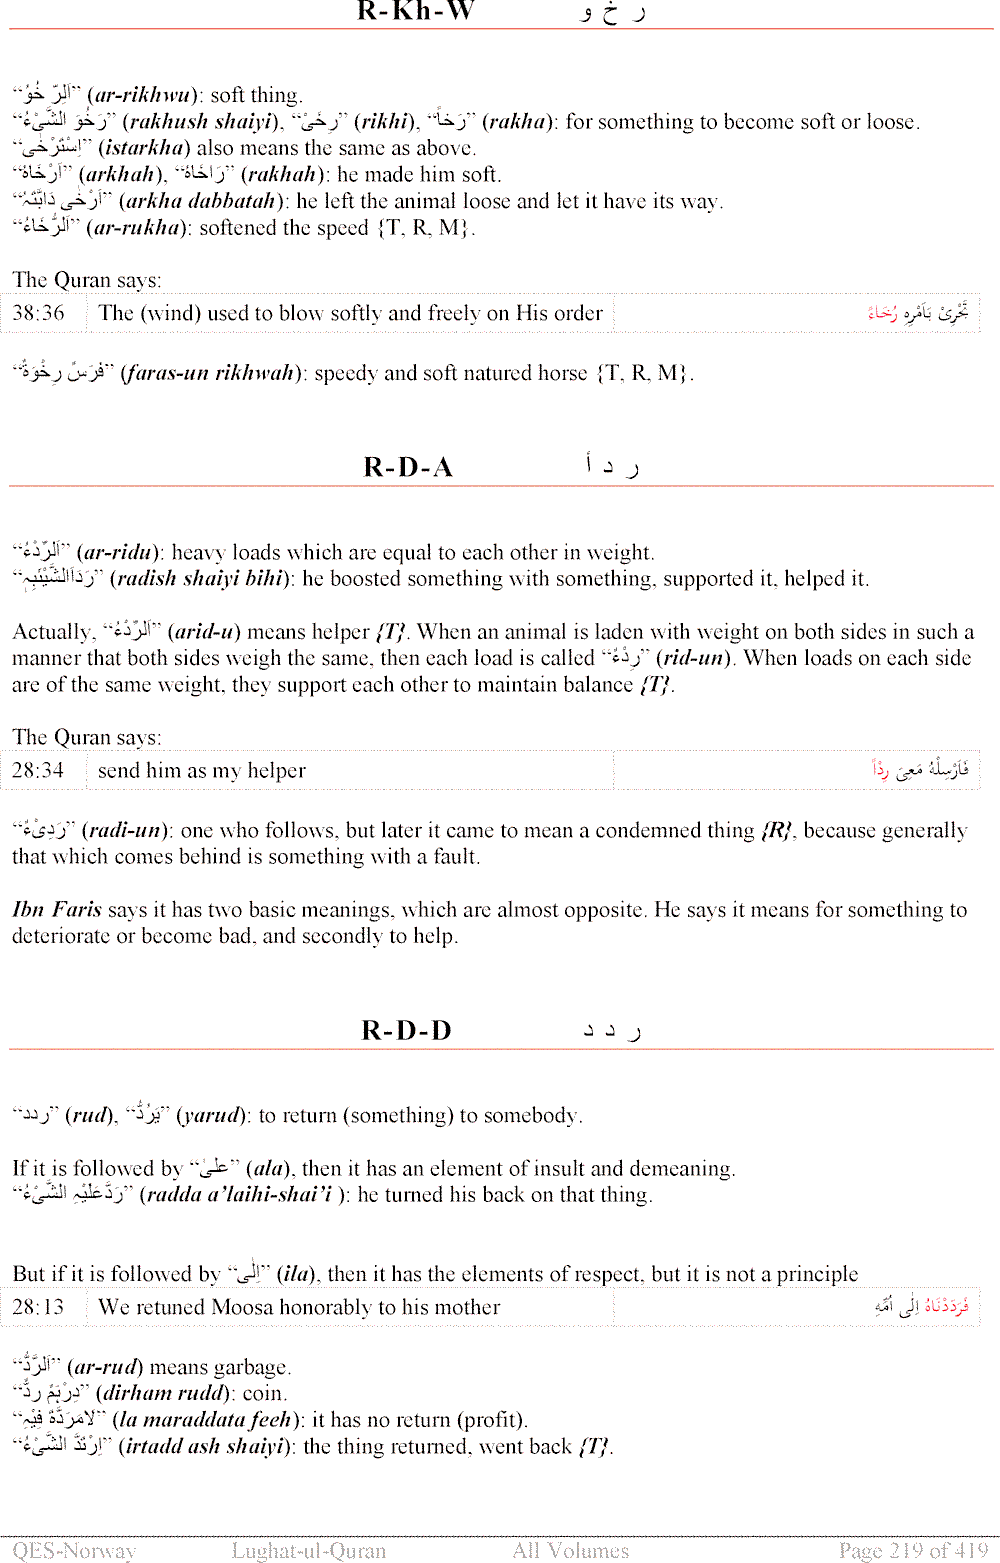 R-Kh-W ر خ و
“اَلرِّ خْوُ” (ar-rikhwu): soft thing.
“رَخُوَ الشَّیْءُ” (rakhush shaiyi), “رِخَیْ” (rikhi), “رَخَاً” (rakha): for something to become soft or loose.
“اِسْتَرْخٰی” (istarkha) also means the same as above.
“اَرْخَاهُ” (arkhah), “رَاخَاهُ” (rakhah): he made him soft.
“اَرْخٰی دَابَّتَہٗ” (arkha dabbatah): he left the animal loose and let it have its way.
“اَلرُّخَاءُ” (ar-rukha): softened the speed {T, R, M}.
The Quran says:
38:36 The (wind) used to blow softly and freely on His order تَجْرِیْ بِاَمْرِہٖ رُخَاءً
“فَرَسٌ رِخْوَةٌ” (faras-un rikhwah): speedy and soft natured horse {T, R, M}.
R-D-A ر د أ
“اَلرِّدْءُ” (ar-ridu): heavy loads which are equal to each other in weight.
“رَدَاَالشَّیْئَبِہٖ” (radish shaiyi bihi): he boosted something with something, supported it, helped it.
Actually, “اَلرِّدْءُ” (arid-u) means helper {T}. When an animal is laden with weight on both sides in such a
manner that both sides weigh the same, then each load is called “رِدْءٌ” (rid-un). When loads on each side
are of the same weight, they support each other to maintain balance {T}.
The Quran says:
28:34 send him as my helper فَاَرْسِلْهُ مَعِیَ رِدْاً
“رَدِیْءٌ” (radi-un): one who follows, but later it came to mean a condemned thing {R}, because generally
that which comes behind is something with a fault.
Ibn Faris says it has two basic meanings, which are almost opposite. He says it means for something to
deteriorate or become bad, and secondly to help.
R-D-D ر د د
“ردد” (rud), “یَرُدُّ” (yarud): to return (something) to somebody.
If it is followed by “علیٰ” (ala), then it has an element of insult and demeaning.
“رَدَّعَلَیْہِ الشَّیْءُ” (radda a’laihi-shai’i ): he turned his back on that thing.
But if it is followed by “اِلٰی” (ila), then it has the elements of respect, but it is not a principle
28:13 We retuned Moosa honorably to his mother فَرَدَدْنَاهُ اِلٰی اُمِّهِ
“اَلرَّدُّ” (ar-rud) means garbage.
“دِرْہَمٌ ردٌّ” (dirham rudd): coin.
“لَامَرَدَّةَ فِیْہِ” (la maraddata feeh): it has no return (profit).
“اِرْتَدَّ الشَّیْءُ” (irtadd ash shaiyi): the thing returned, went back {T}.
QES-Norway Lughat-ul-Quran All Volumes Page 219 of 419